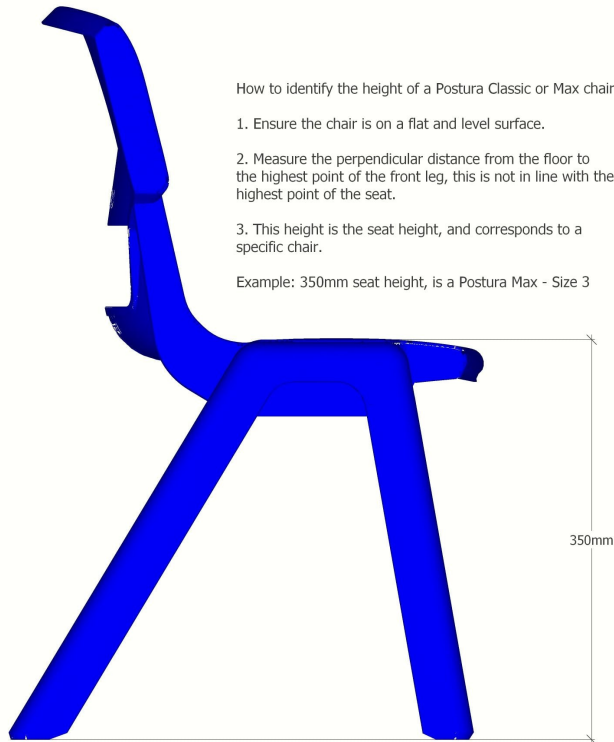 How to identify the height of a Postura Classic or Max chair
1. Ensure the chair is on a flat and level surface.
2. Measure the perpendicular distance from the floor to
the highest point of the front leg, this is not in line with the
highest point of the seat.
3. This height is the seat height, and corresponds to a
specific chair.
Example: 350mm seat height, is a Postura Max - Size 3
350mm